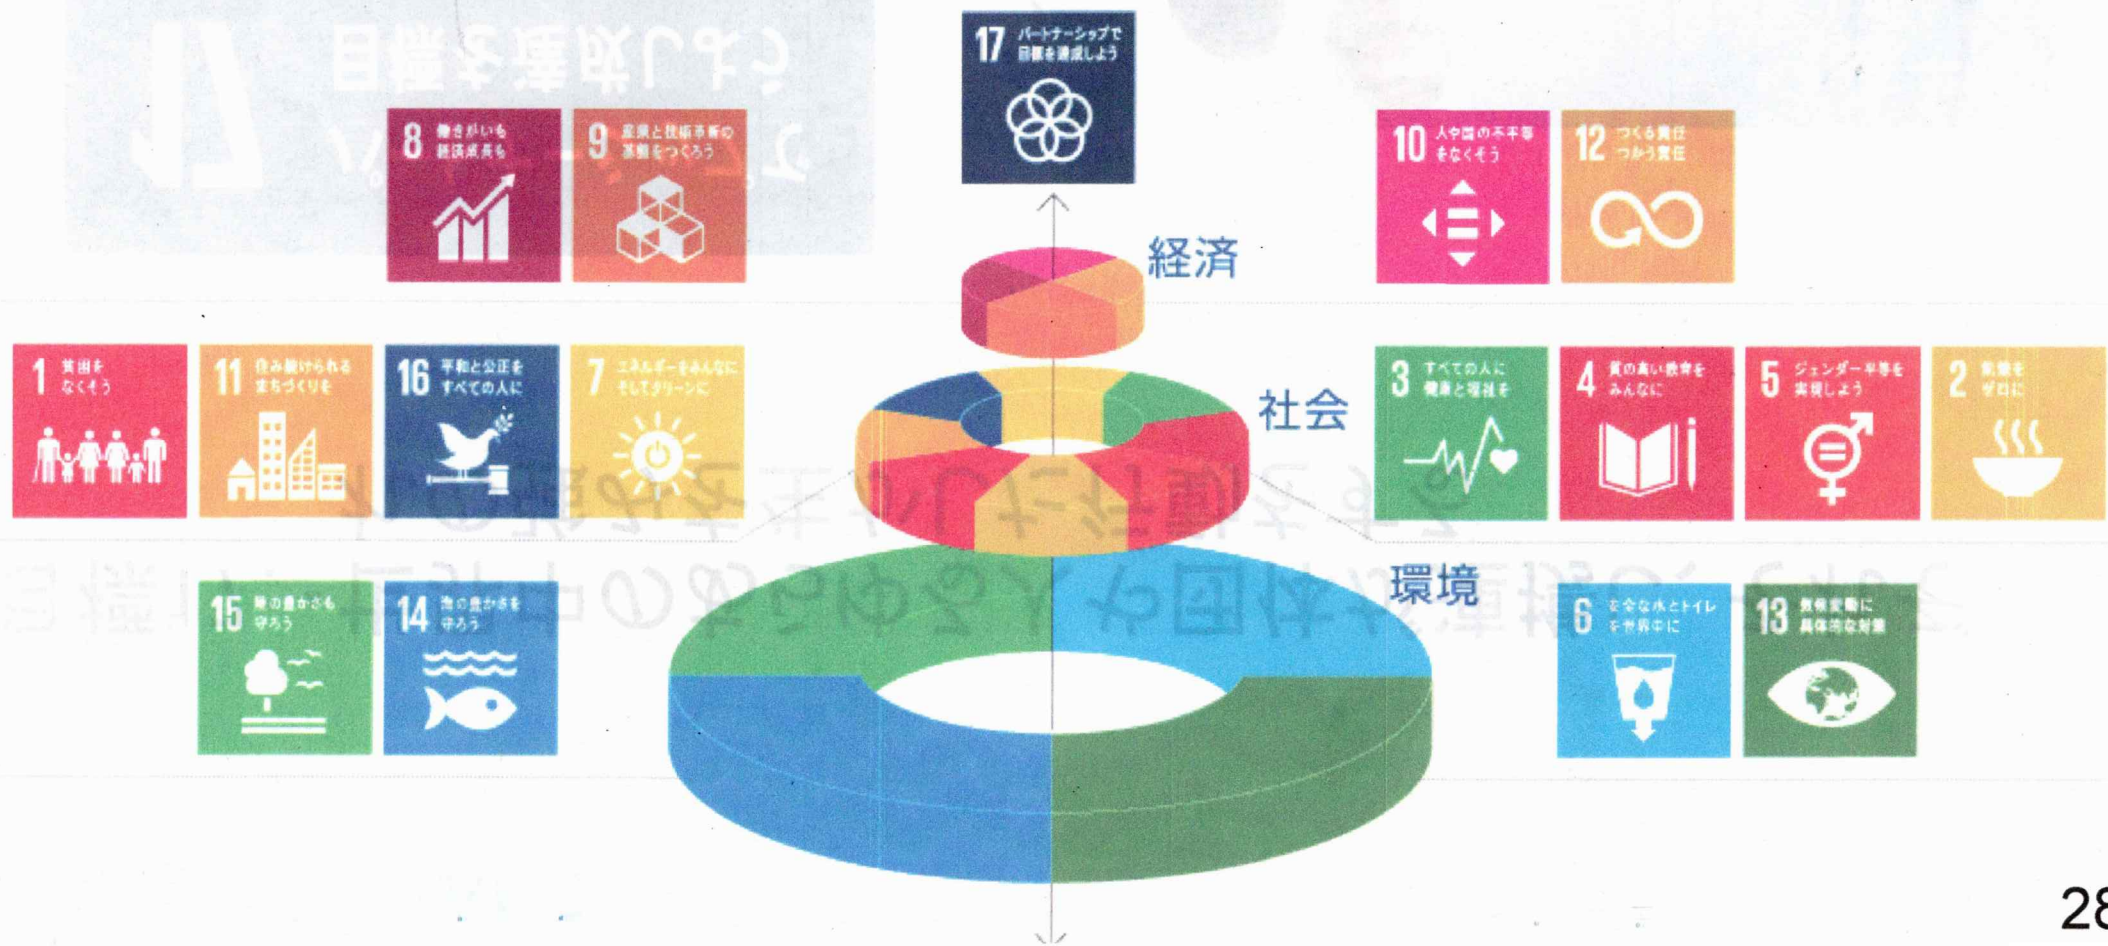 17 パートナーシップで
目標を達成しよう
8 働きがいも
経済成長も
9 産業と技術革新の
基盤をつくろう
10 人や国の不平等
をなくそう
12 つくる責任
つかう責任
経済
1 貧困を
なくそう
11 住み続けられる
まちづくりを
16 平和と公正を
すべての人に
7 エネルギーをみんなに
そしてクリーンに
社会
3 すべての人に
健康と福祉を
4 質の高い教育を
みんなに
5 ジェンダー平等を
実現しよう
2 飢餓を
ゼロに
15 陸の豊かさも
守ろう
14 海の豊かさを
守ろう
環境
6 な水とトイレ
を世界中に
13 気候変動に
具体的な対策
28